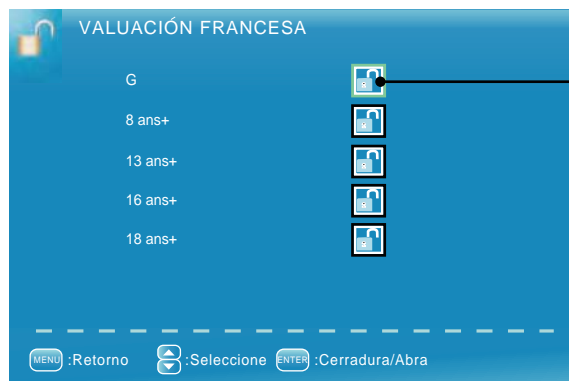 VALUACIÓN FRANCESA
G
8 ans+
13 ans+
16 ans+
18 ans+
MENU :Retorno :Seleccione ENTER :Cerradura/Abra